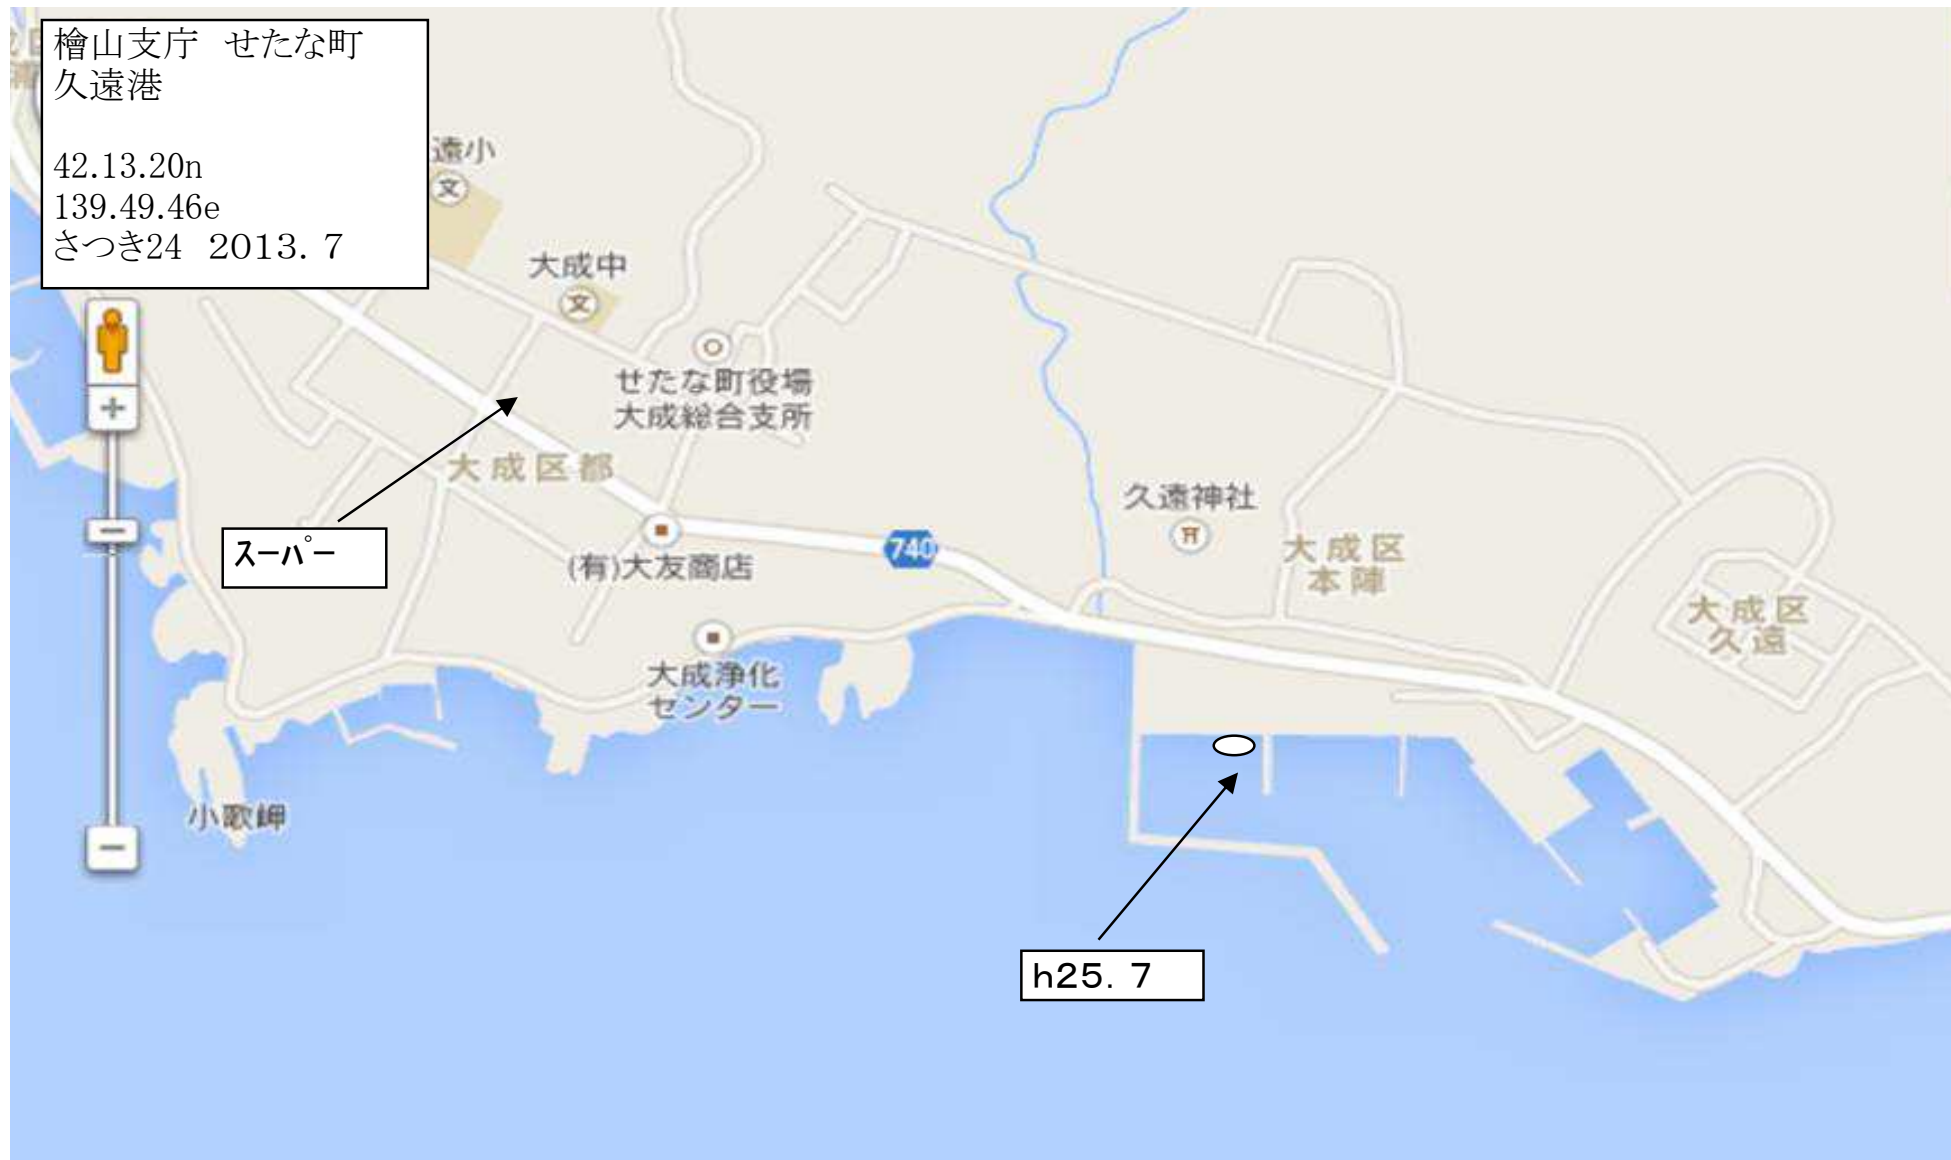 檜山支庁　せたな町
久遠港
42.13.20n
139.49.46e
さつき24　2013.7
遠小
文
大成中
文
せたな町役場
大成総合支所
大成区都
スーパー
(有)大友商店
740
久遠神社
大成区
本陣
大成区
久遠
大成浄化
センター
小歌岬
h25.7